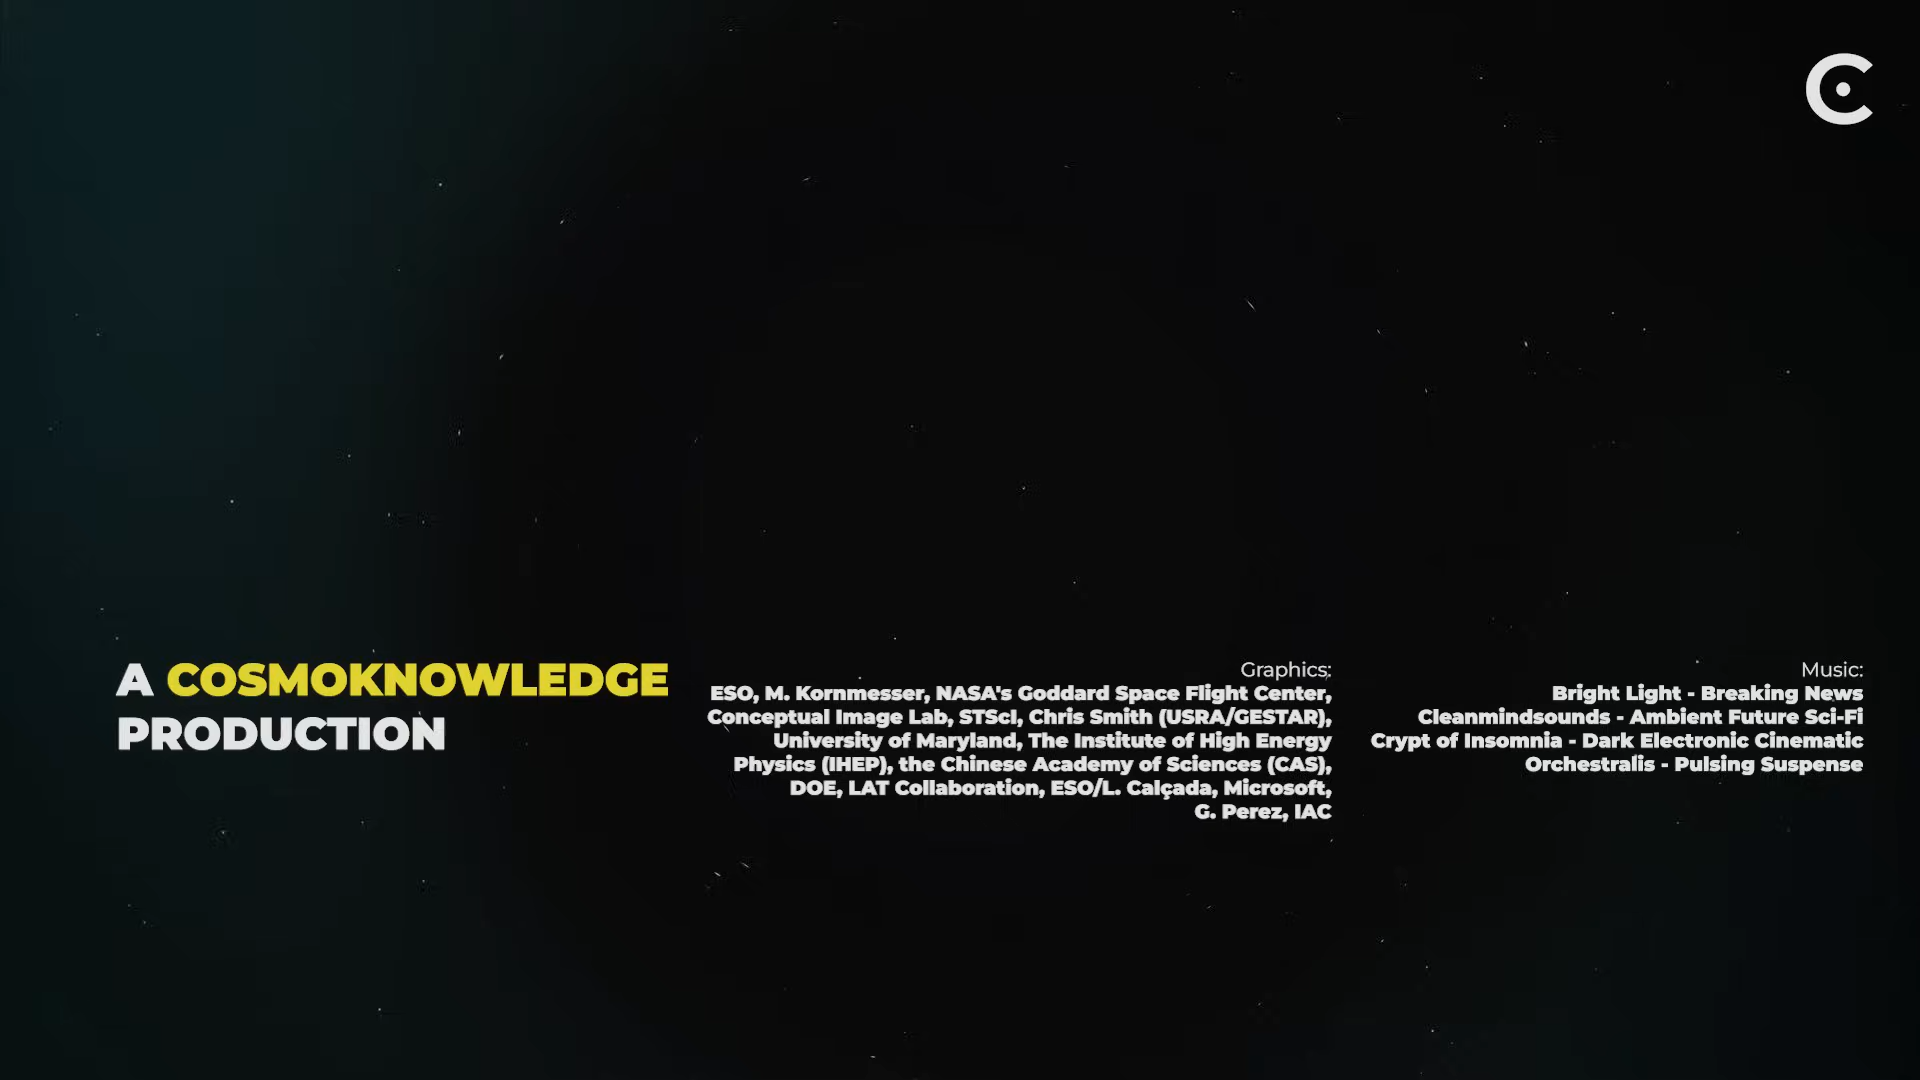 A COSMOKNOWLEDGE
PRODUCTION
Graphics:
ESO, M. Kornmesser, NASA's Goddard Space Flight Center,
Conceptual Image Lab, STScI, Chris Smith (USRA/GESTAR),
University of Maryland, The Institute of High Energy
Physics (IHEP), the Chinese Academy of Sciences (CAS),
DOE, LAT Collaboration, ESO/L. Calçada, Microsoft,
G. Perez, IAC
Music:
Bright Light - Breaking News
Cleanmindsounds - Ambient Future Sci-Fi
Crypt of Insomnia - Dark Electronic Cinematic
Orchestralis - Pulsing Suspense